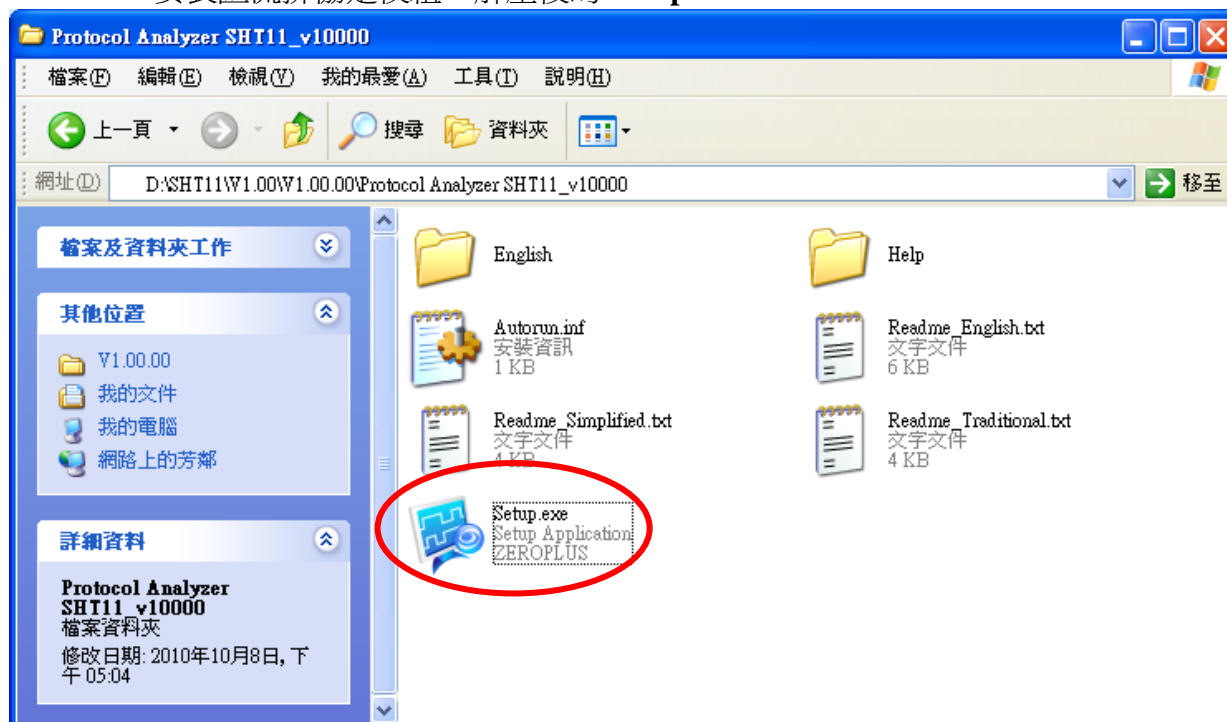 Protocol Analyzer SHT11_v10000
檔案(F) 編輯(E) 檢視(V) 我的最愛(A) 工具(T) 說明(H)
上一頁 搜尋 資料夾
網址(D) D:\SHT11\V1.00\V1.00.00\Protocol Analyzer SHT11_v10000 移至
檔案及資料夾工作
其他位置
V1.00.00
我的文件
我的電腦
網路上的芳鄰
詳細資料
Protocol Analyzer
SHT11_v10000
檔案資料夾
修改日期: 2010年10月8日, 下
午 05:04
English
Help
Autorun.inf
安裝資訊
1 KB
Readme_English.txt
文字文件
6 KB
Readme_Simplified.txt
文字文件
4 KB
Readme_Traditional.txt
文字文件
4 KB
Setup.exe
Setup Application
ZEROPLUS